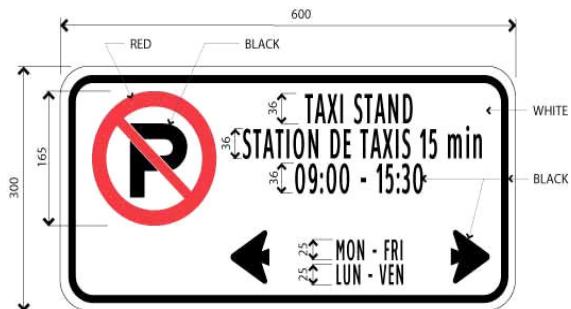 600
RED
BLACK
P
36
TAXI STAND
WHITE
36
STATION DE TAXIS 15 min
165
300
36
09:00 - 15:30
BLACK
25
MON - FRI
25
LUN - VEN